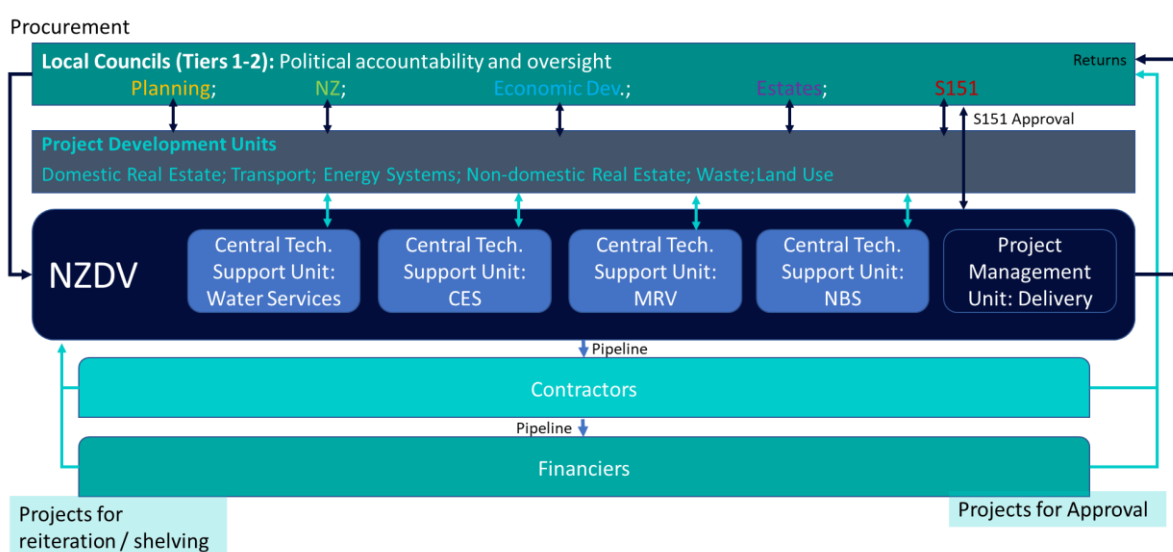 Procurement
Local Councils (Tiers 1-2): Political accountability and oversight
Returns
Planning; NZ; Economic Dev.; Estates; S151
S151 Approval
Project Development Units
Domestic Real Estate; Transport; Energy Systems; Non-domestic Real Estate; Waste;Land Use
NZDV
Central Tech.
Support Unit:
Water Services
Central Tech.
Support Unit:
CES
Central Tech.
Support Unit:
MRV
Central Tech.
Support Unit:
NBS
Project
Management
Unit: Delivery
Pipeline
Contractors
Pipeline
Financiers
Projects for
reiteration / shelving
Projects for Approval